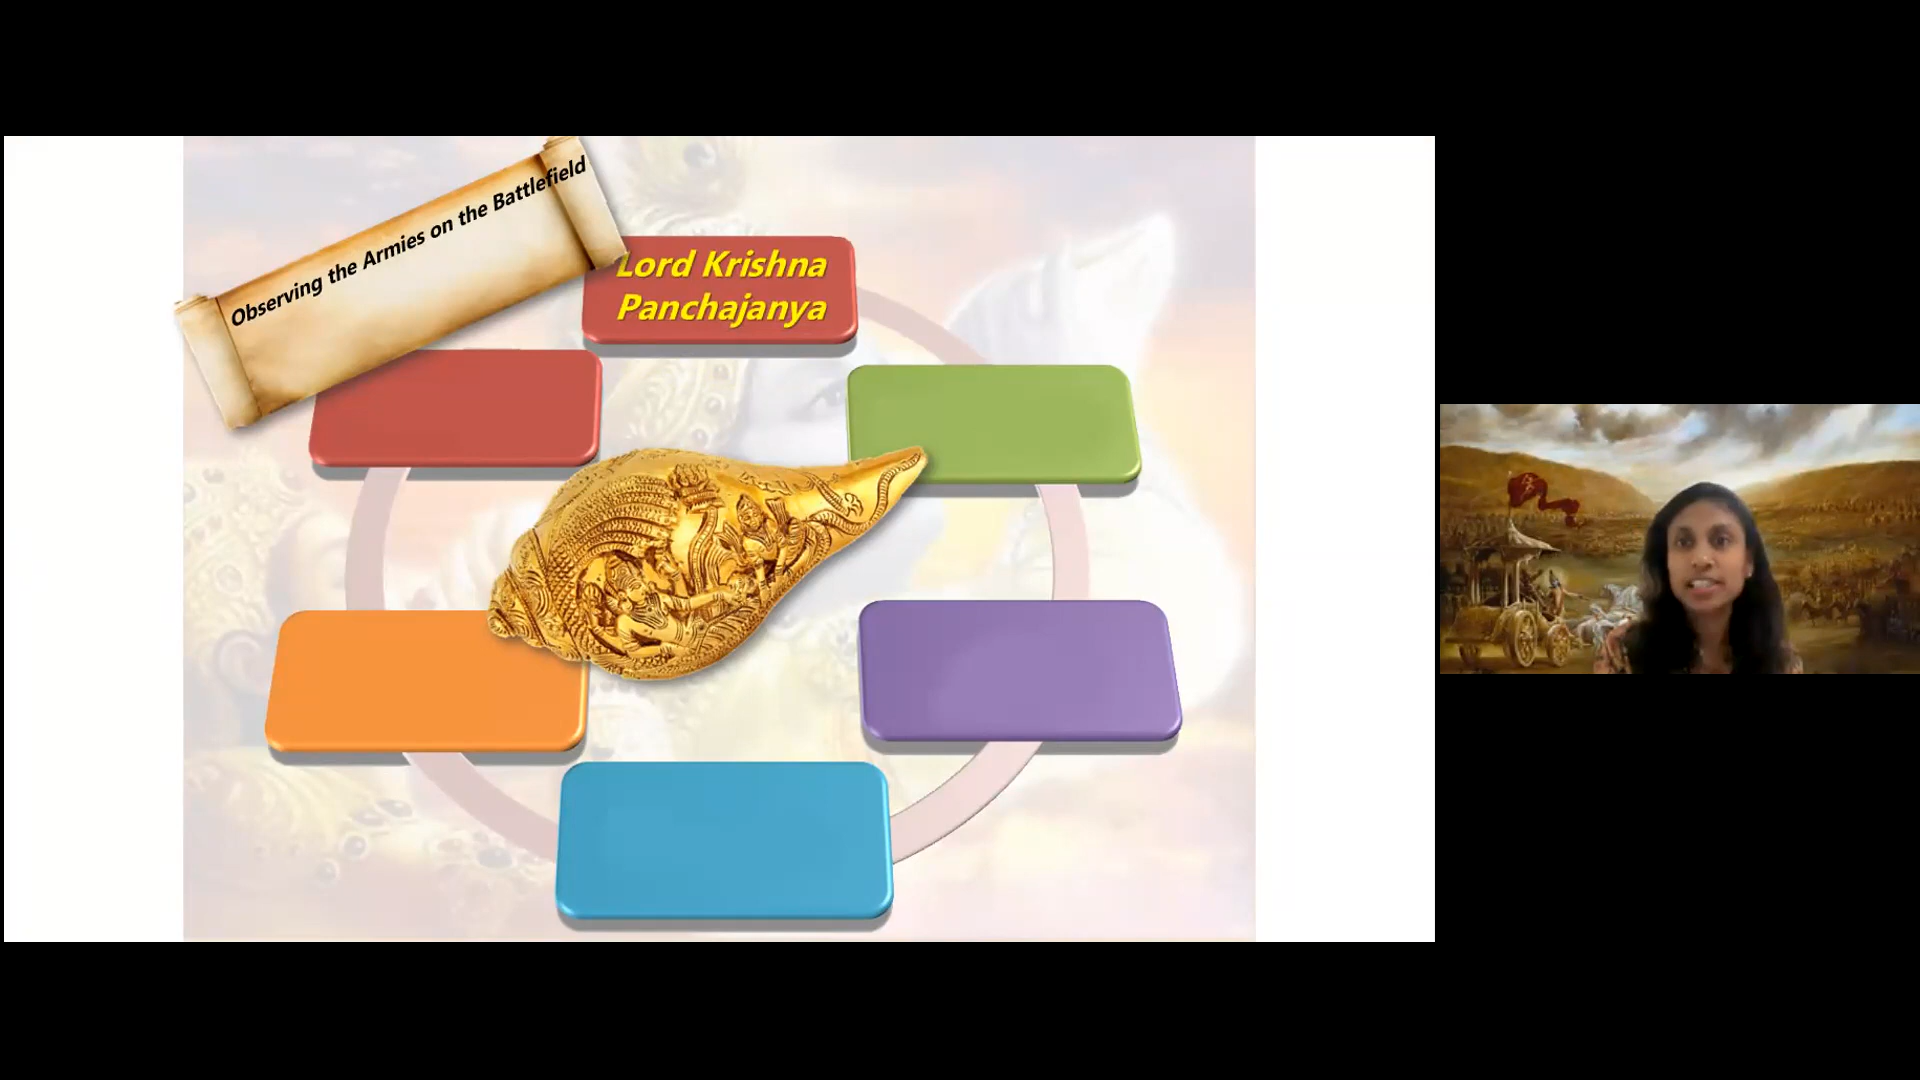 Observing the Armies on the Battlefield
Lord Krishna
Panchajanya